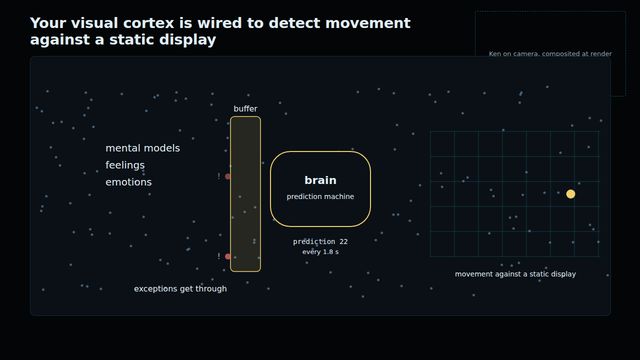 Your visual cortex is wired to detect movement
against a static display
Ken on camera, composited at render
buffer
mental models
feelings
emotions
!
brain
prediction machine
prediction 22
every 1.8 s
!
movement against a static display
exceptions get through